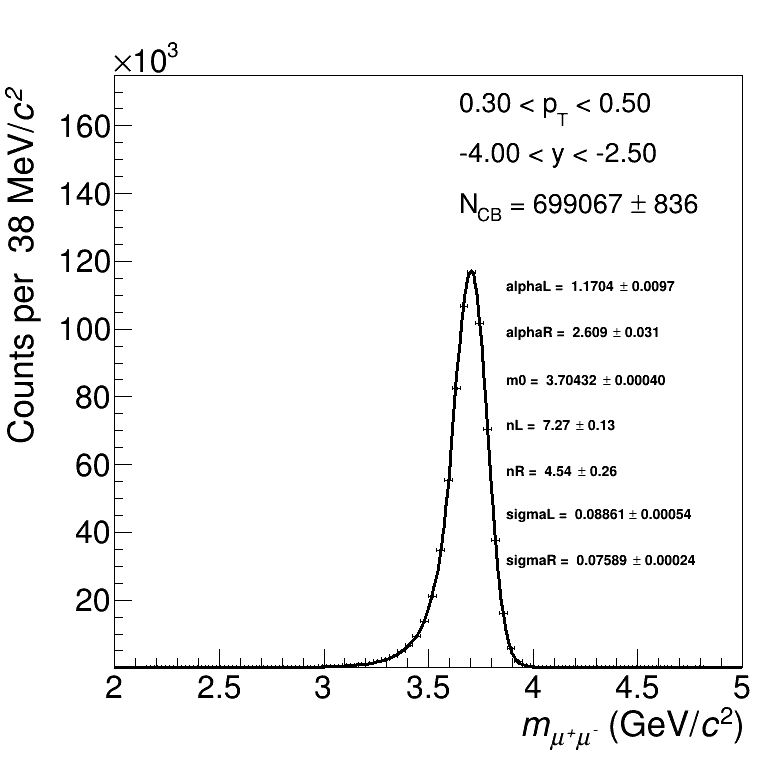 ×10³
Counts per 38 MeV/c²
160
140
120
100
80
60
40
20
0.30 < p_T < 0.50
-4.00 < y < -2.50
N_CB = 699067 ± 836
alphaL = 1.1704 ± 0.0097
alphaR = 2.609 ± 0.031
m0 = 3.70432 ± 0.00040
nL = 7.27 ± 0.13
nR = 4.54 ± 0.26
sigmaL = 0.08861 ± 0.00054
sigmaR = 0.07589 ± 0.00024
2 2.5 3 3.5 4 4.5 5
m_μ⁺μ⁻ (GeV/c²)